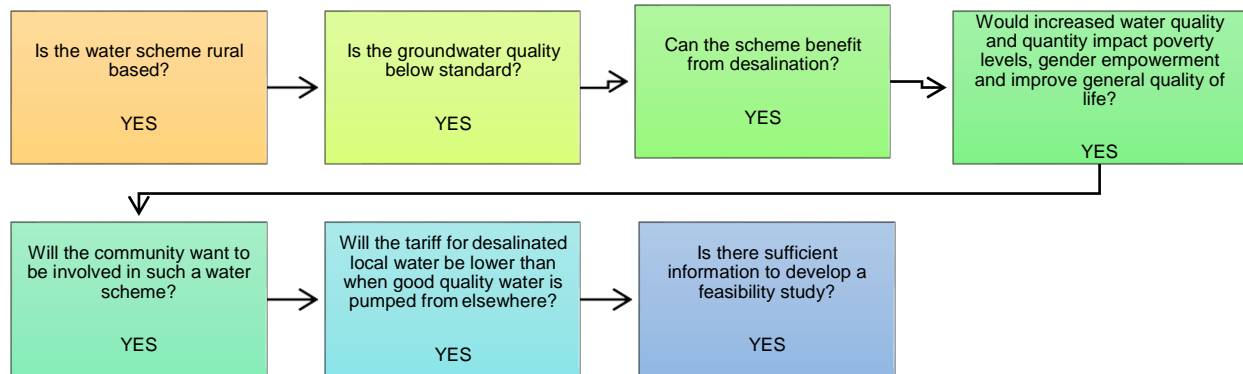 Is the water scheme rural
based?
YES
Is the groundwater quality
below standard?
YES
Can the scheme benefit
from desalination?
YES
Would increased water quality
and quantity impact poverty
levels, gender empowerment
and improve general quality of
life?
YES
Will the community want to
be involved in such a water
scheme?
YES
Will the tariff for desalinated
local water be lower than
when good quality water is
pumped from elsewhere?
YES
Is there sufficient
information to develop a
feasibility study?
YES